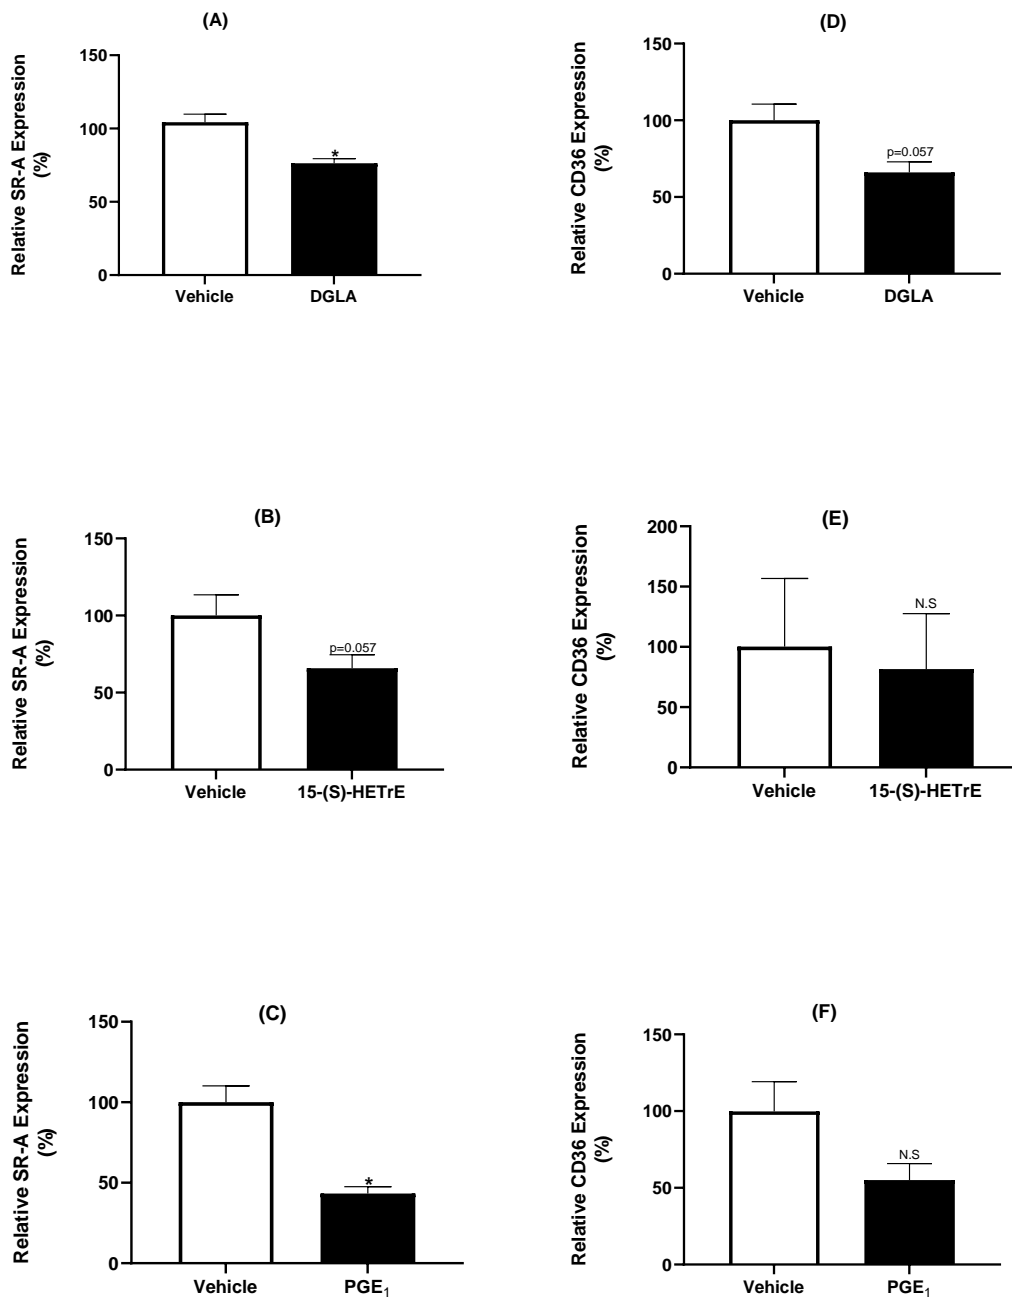 (A)
Relative SR-A Expression
(%)
150
100
50
0
*
Vehicle
DGLA
(D)
Relative CD36 Expression
(%)
150
100
50
0
p=0.057
Vehicle
DGLA
(B)
Relative SR-A Expression
(%)
150
100
50
0
p=0.057
Vehicle
15-(S)-HETrE
(E)
Relative CD36 Expression
(%)
200
150
100
50
0
N.S
Vehicle
15-(S)-HETrE
(C)
Relative SR-A Expression
(%)
150
100
50
0
*
Vehicle
PGE₁
(F)
Relative CD36 Expression
(%)
150
100
50
0
N.S
Vehicle
PGE₁